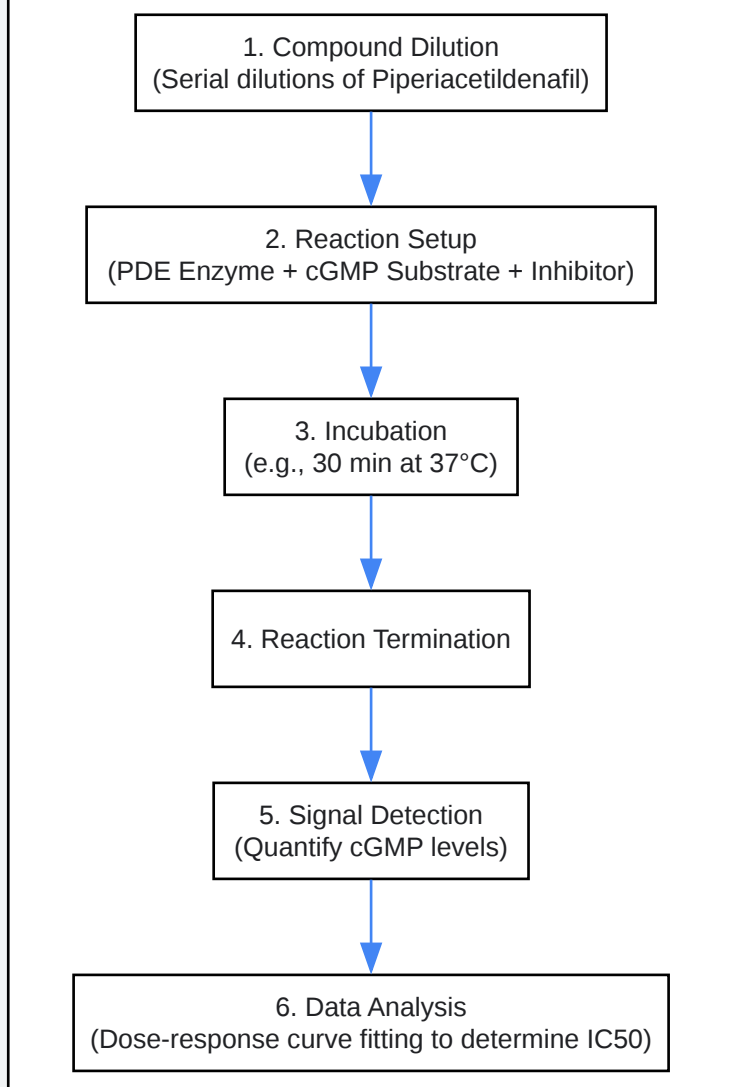 1. Compound Dilution
(Serial dilutions of Piperiacetildenafil)
2. Reaction Setup
(PDE Enzyme + cGMP Substrate + Inhibitor)
3. Incubation
(e.g., 30 min at 37°C)
4. Reaction Termination
5. Signal Detection
(Quantify cGMP levels)
6. Data Analysis
(Dose-response curve fitting to determine IC50)